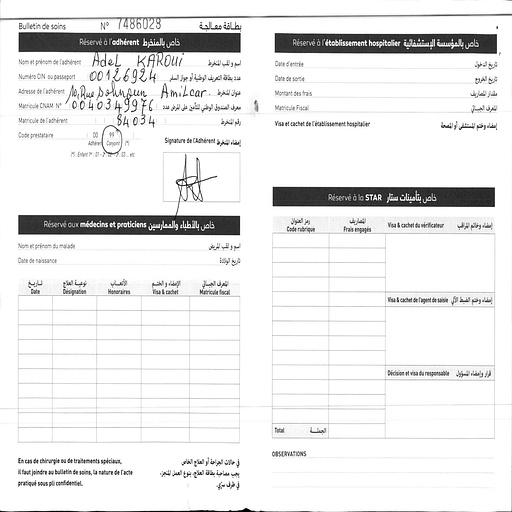 Bulletin de soins N° 7486028 بطاقة معالجة
Réservé à l'adhérent خاص بالمنخرط
Nom et prénom de l'adhérent Adel KAROUI اسم و لقب المنخرط
Numéro CIN ou passeport 00126924 عدد بطاقة التعريف الوطنية أو جواز السفر
Adresse de l'adhérent Rue Amilcar عنوان المنخرط
Matricule CNAM N° 0040349976 معرف الصندوق الوطني للتأمين على المرض عدد
Matricule de l'adhérent 84034 رقم المنخرط
Code prestataire 00 99 (*)
Adhérent Conjoint (*)
(*). Enfant 1er : 01 - 2 : 02 - 3 : 03 ... etc
Signature de l'Adhérent إمضاء المنخرط
Réservé aux médecins et praticiens خاص بالأطباء والممارسين
Nom et prénom du malade اسم و لقب المريض
Date de naissance تاريخ الولادة
تاريخ نوعية العلاج الأتعاب الإمضاء و الختم المعرف الجبائي
Date Désignation Honoraires Visa & cachet Matricule fiscal
En cas de chirurgie ou de traitements spéciaux,
il faut joindre au bulletin de soins, la nature de l'acte
pratiqué sous pli confidentiel.
في حالات الجراحة أو العلاج الخاص
يجب مصاحبة بطاقة العلاج، بنوع العمل المنجز،
في ظرف سري.
Réservé à l'établissement hospitalier خاص بالمؤسسة الإستشفائية
Date d'entrée تاريخ الدخول
Date de sortie تاريخ الخروج
Montant des frais مقدار المصاريف
Matricule Fiscal المعرف الجبائي
Visa et cachet de l'établissement hospitalier إمضاء وختم المستشفى أو المصحة
Réservé à la STAR خاص بتأمينات ستار
رمز العنوان المصاريف
Code rubrique Frais engagés
Visa & cachet du vérificateur إمضاء وخاتم المراقب
Visa & cachet de l'agent de saisie إمضاء وختم الضبط الآلي
Décision et visa du responsable قرار وإمضاء المسؤول
Total الجملة
OBSERVATIONS